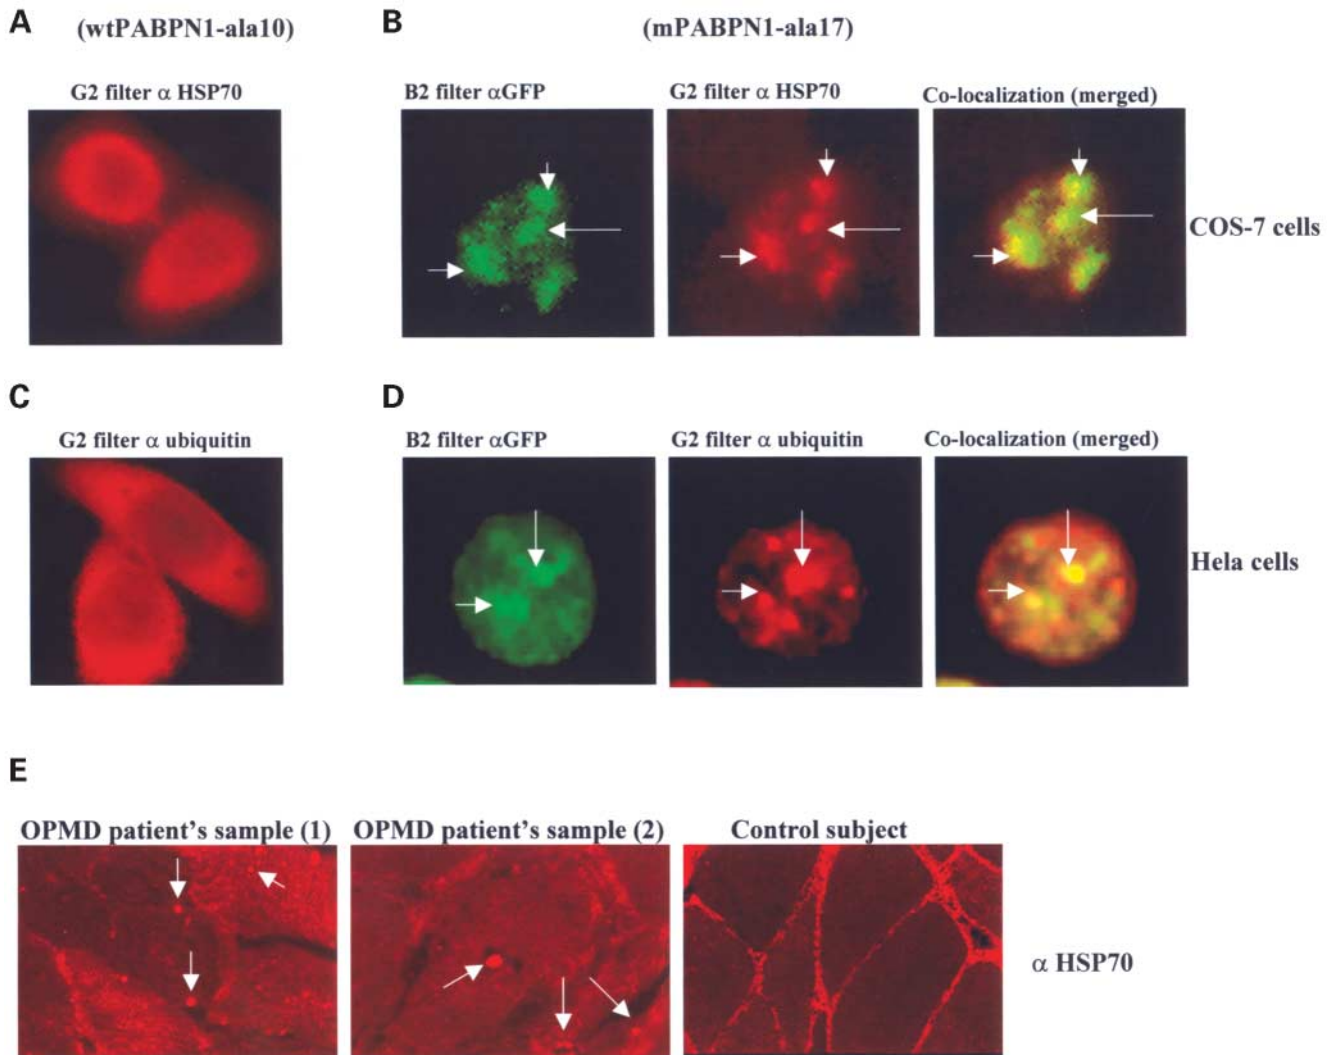 A
(wtPABPN1-ala10)
B
(mPABPN1-ala17)
G2 filter α HSP70
B2 filter αGFP
G2 filter α HSP70
Co-localization (merged)
COS-7 cells
C
D
G2 filter α ubiquitin
B2 filter αGFP
G2 filter α ubiquitin
Co-localization (merged)
Hela cells
E
OPMD patient's sample (1)
OPMD patient's sample (2)
Control subject
α HSP70